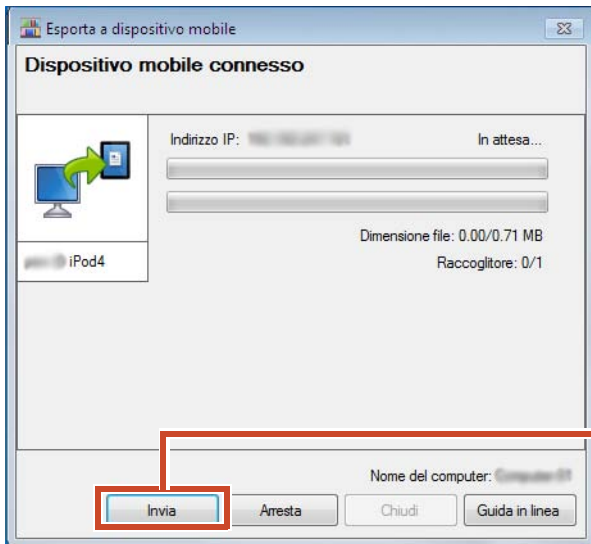 Esporta a dispositivo mobile
Dispositivo mobile connesso
Indirizzo IP: In attesa...
Dimensione file: 0.00/0.71 MB
iPod4
Raccoglitore: 0/1
Nome del computer:
Invia Arresta Chiudi Guida in linea